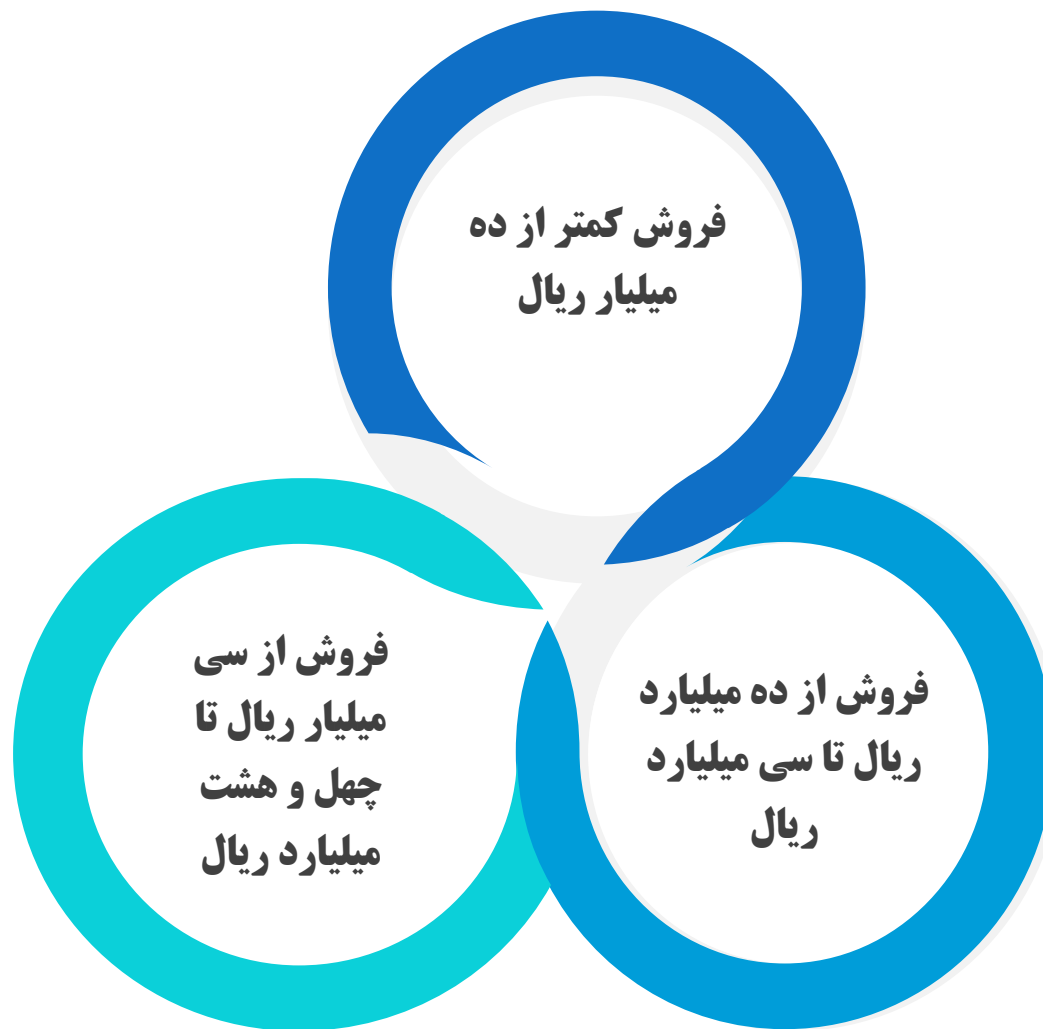 فروش کمتر از ده
میلیار ریال
فروش از ده میلیارد
ریال تا سی میلیارد
ریال
فروش از سی
میلیار ریال تا
چهل و هشت
میلیارد ریال